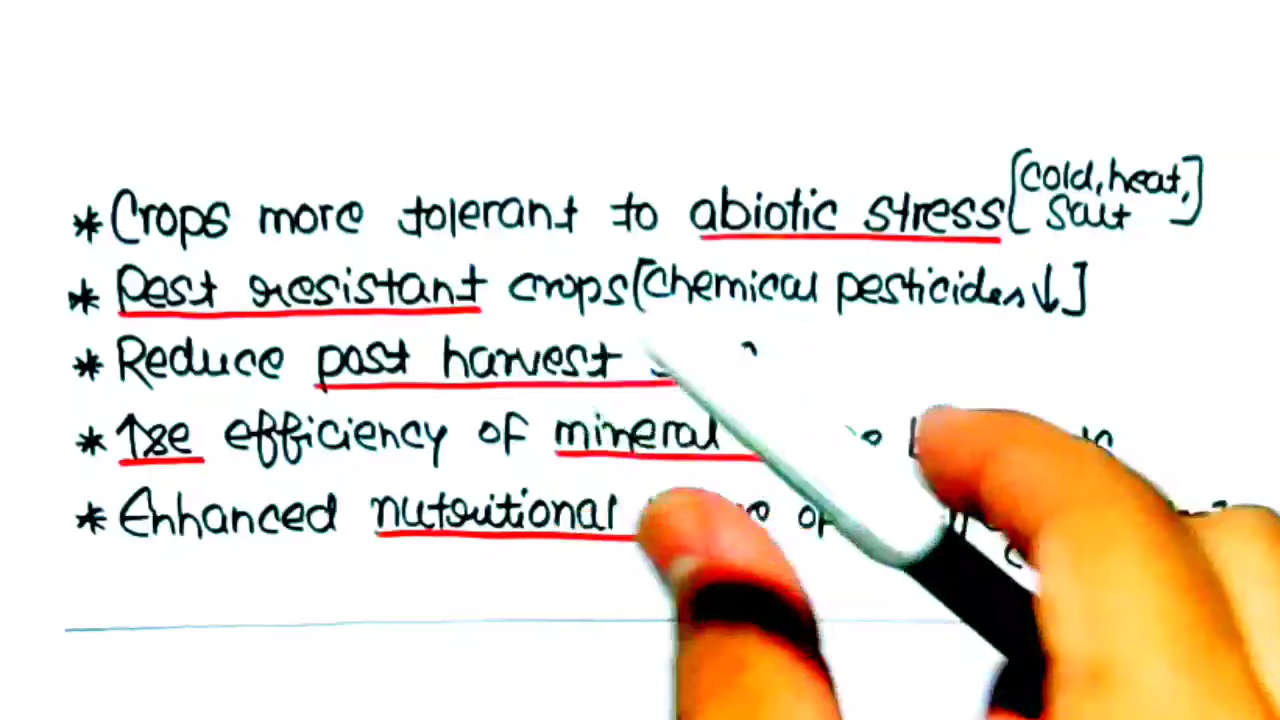 * Crops more tolerant to abiotic stress [cold, heat, salt]
* Pest resistant crops [chemical pesticides ↓]
* Reduce post harvest
* ↑se efficiency of mineral
* Enhanced nutritional